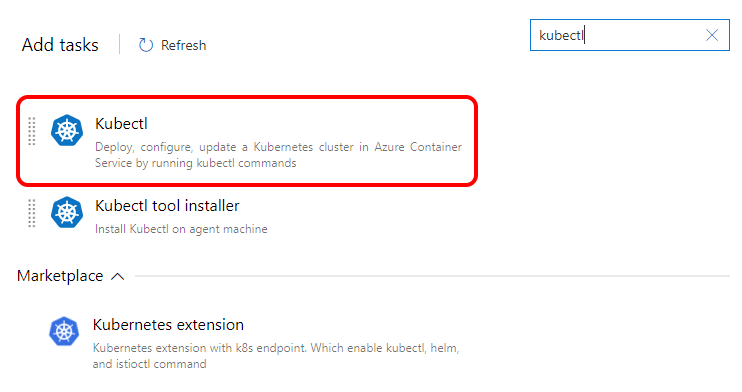 Add tasks
Refresh
kubectl
Kubectl
Deploy, configure, update a Kubernetes cluster in Azure Container
Service by running kubectl commands
Kubectl tool installer
Install Kubectl on agent machine
Marketplace
Kubernetes extension
Kubernetes extension with k8s endpoint. Which enable kubectl, helm,
and istioctl command